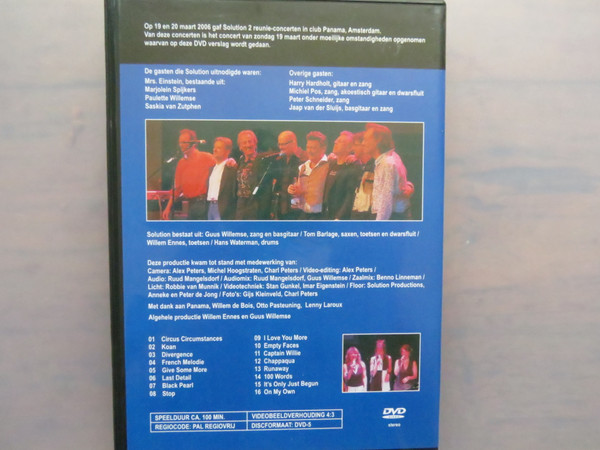 Op 19 en 20 maart 2006 gaf Solution 2 reunie-concerten in club Panama, Amsterdam.
Van deze concerten is het concert van zondag 19 maart onder moeilijke omstandigheden opgenomen
waarvan op deze DVD verslag wordt gedaan.
De gasten die Solution uitnodigde waren:
Mrs. Einstein, bestaande uit:
Marjolein Spijkers
Paulette Willemse
Saskia van Zutphen
Overige gasten:
Harry Hardholt, gitaar en zang
Michiel Pos, zang, akoestisch gitaar en dwarsfluit
Peter Schneider, zang
Jaap van der Sluijs, basgitaar en zang
Solution bestaat uit: Guus Willemse, zang en basgitaar / Tom Barlage, saxen, toetsen en dwarsfluit /
Willem Ennes, toetsen / Hans Waterman, drums
Deze productie kwam tot stand met medewerking van:
Camera: Alex Peters, Michel Hoogstraten, Charl Peters / Video-editing: Alex Peters /
Audio: Ruud Mangelsdorf / Audiomix: Ruud Mangelsdorf, Guus Willemse / Zaalmix: Benno Linneman /
Licht: Robbie van Munnik / Videotechniek: Stan Gunkel, Imar Eigenstein / Floor: Solution Productions,
Anneke en Peter de Jong / Foto's: Gijs Kleinveld, Charl Peters
Met dank aan Panama, Willem de Bois, Otto Pasteuning, Lenny Laroux
Algehele productie Willem Ennes en Guus Willemse
01 Circus Circumstances
02 Koan
03 Divergence
04 French Melodie
05 Give Some More
06 Last Detail
07 Black Pearl
08 Stop
09 I Love You More
10 Empty Faces
11 Captain Willie
12 Chappaqua
13 Runaway
14 100 Words
15 It's Only Just Begun
16 On My Own
SPEELDUUR CA. 100 MIN.
VIDEOBEELDVERHOUDING 4:3
REGIOCODE: PAL REGIOVRIJ
DISCFORMAAT: DVD-5
DVD
stereo